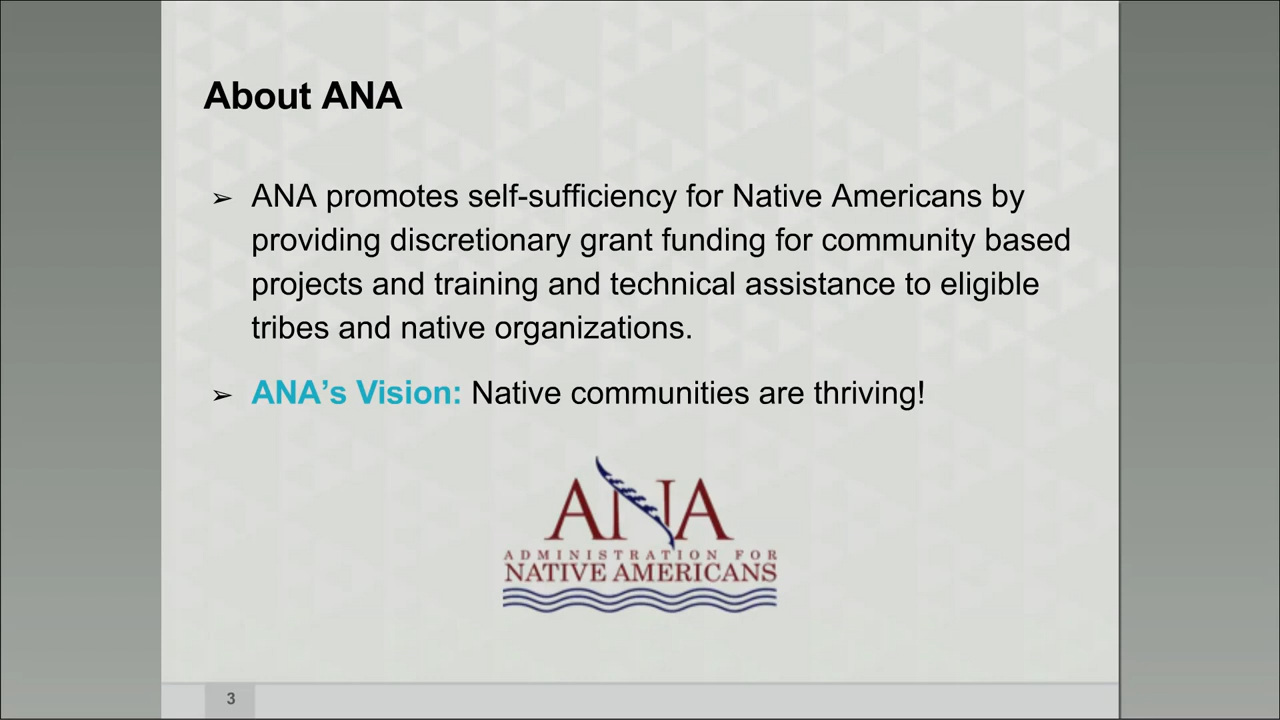 About ANA
➢ ANA promotes self-sufficiency for Native Americans by
providing discretionary grant funding for community based
projects and training and technical assistance to eligible
tribes and native organizations.
➢ ANA’s Vision: Native communities are thriving!
ANA
ADMINISTRATION FOR
NATIVE AMERICANS
3